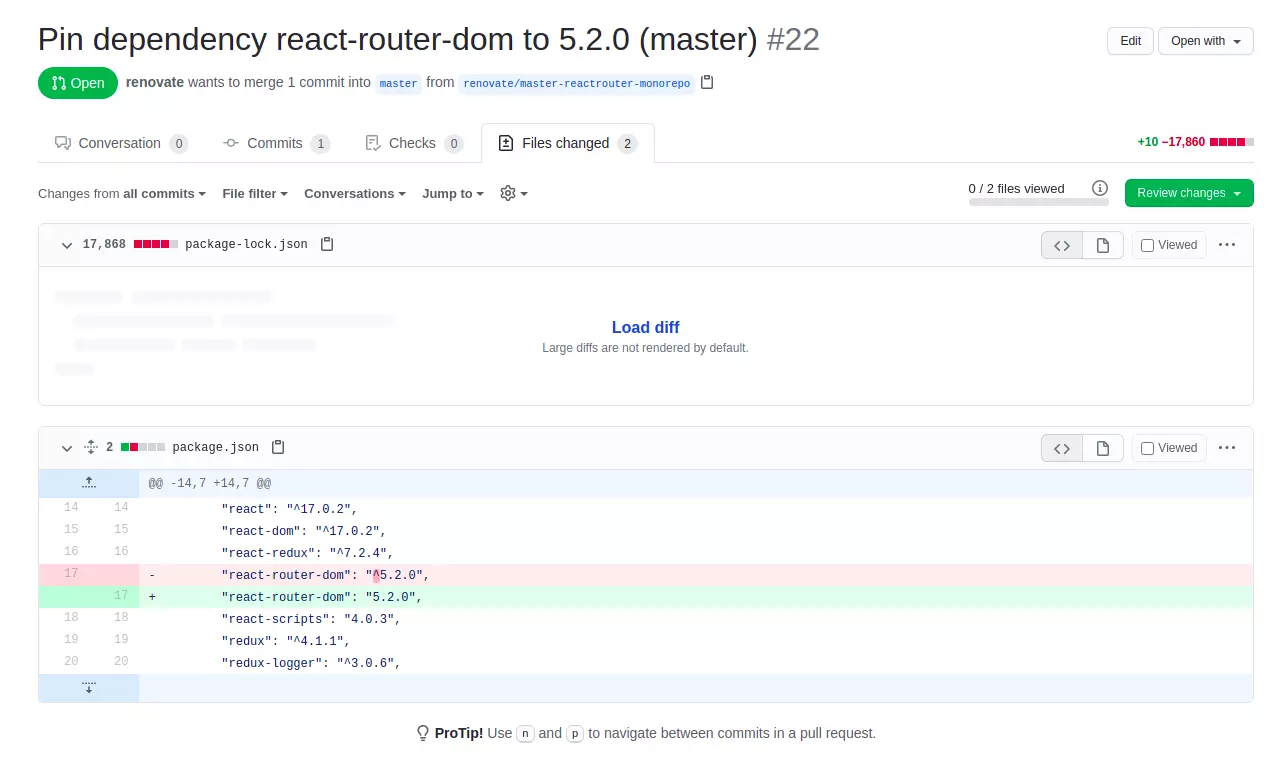 Pin dependency react-router-dom to 5.2.0 (master) #22
Edit
Open with
Open
renovate wants to merge 1 commit into master from renovate/master-reactrouter-monorepo
Conversation 0
Commits 1
Checks 0
Files changed 2
+10 −17,860
Changes from all commits
File filter
Conversations
Jump to
0 / 2 files viewed
Review changes
17,868 package-lock.json
Viewed
Load diff
Large diffs are not rendered by default.
2 package.json
Viewed
@@ -14,7 +14,7 @@
14 14 "react": "^17.0.2",
15 15 "react-dom": "^17.0.2",
16 16 "react-redux": "^7.2.4",
17 - "react-router-dom": "^5.2.0",
17 + "react-router-dom": "5.2.0",
18 18 "react-scripts": "4.0.3",
19 19 "redux": "^4.1.1",
20 20 "redux-logger": "^3.0.6",
ProTip! Use n and p to navigate between commits in a pull request.